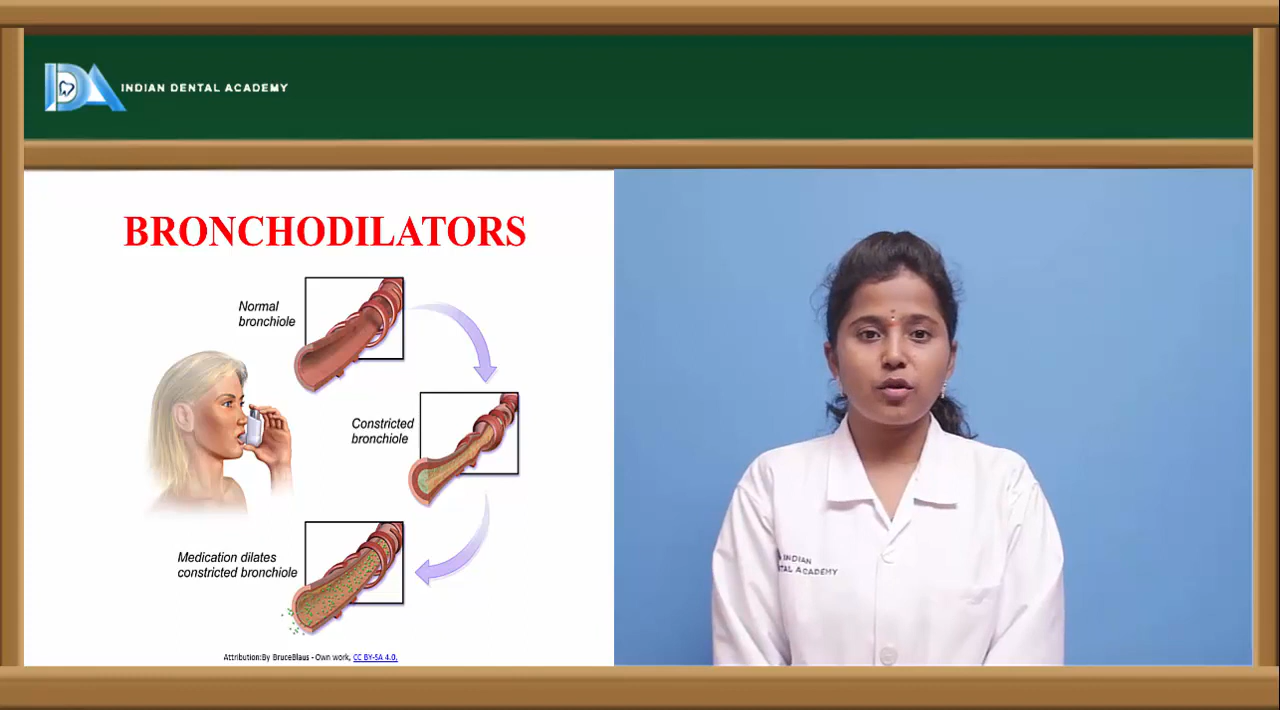 INDIAN DENTAL ACADEMY
BRONCHODILATORS
Normal
bronchiole
Constricted
bronchiole
Medication dilates
constricted bronchiole
Attribution:By BruceBlaus - Own work, CC BY-SA 4.0.
INDIAN
TAL ACADEMY